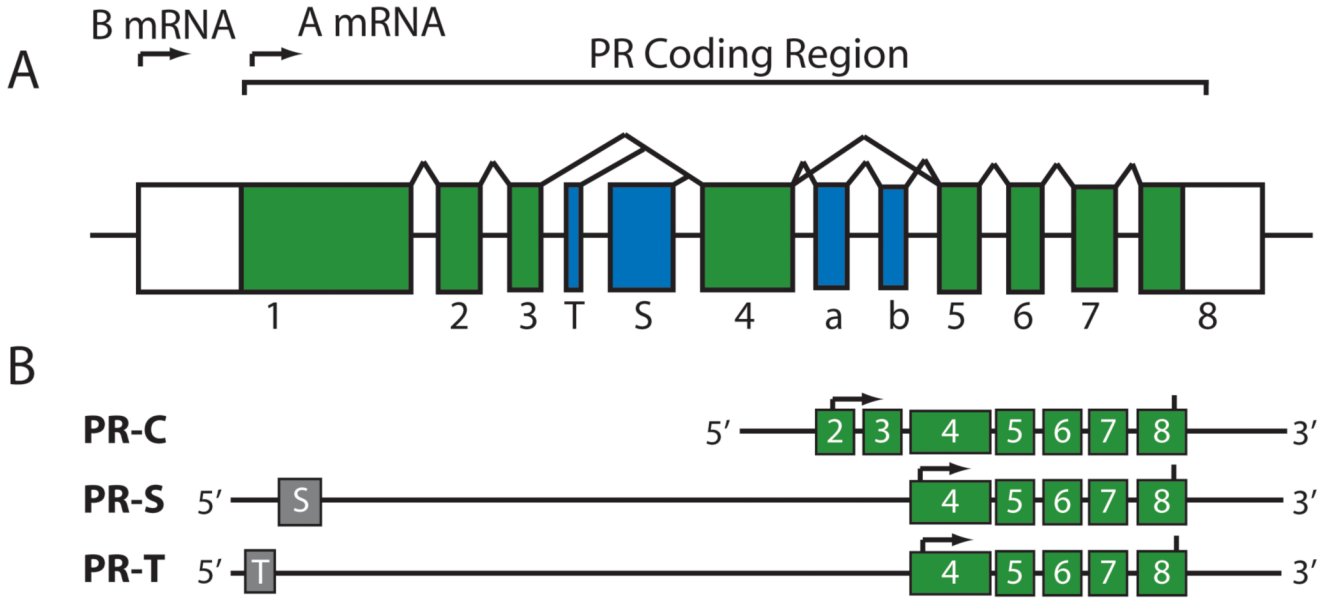 B mRNA A mRNA
A
PR Coding Region
1 2 3 T S 4 a b 5 6 7 8
B
PR-C 5′ 2 3 4 5 6 7 8 3′
PR-S 5′ S 4 5 6 7 8 3′
PR-T 5′ T 4 5 6 7 8 3′